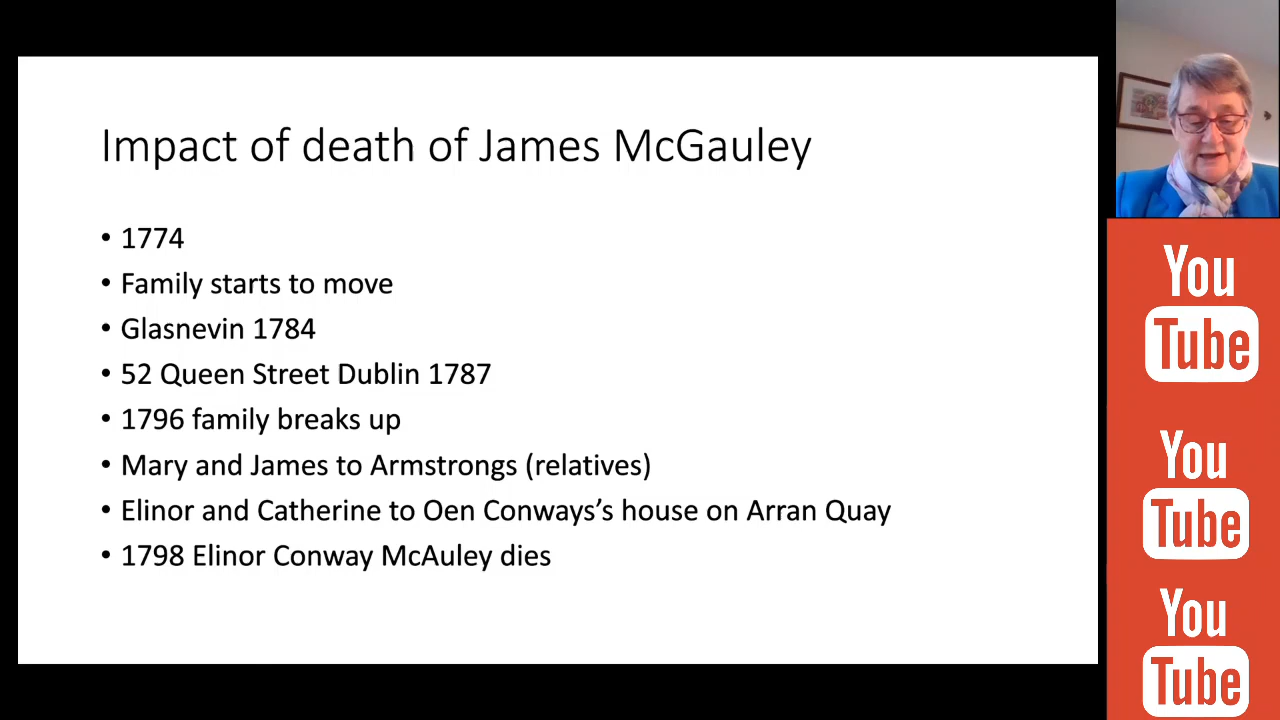 Impact of death of James McGauley
• 1774
• Family starts to move
• Glasnevin 1784
• 52 Queen Street Dublin 1787
• 1796 family breaks up
• Mary and James to Armstrongs (relatives)
• Elinor and Catherine to Oen Conways’s house on Arran Quay
• 1798 Elinor Conway McAuley dies
You
Tube
You
Tube
You
Tube